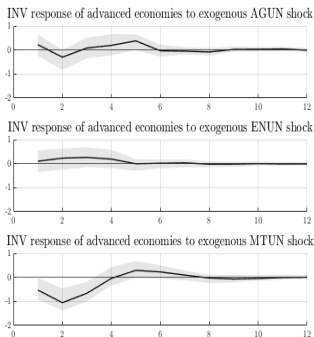 INV response of advanced economies to exogenous AGUN shock
1
0
-1
-2
0 2 4 6 8 10 12
INV response of advanced economies to exogenous ENUN shock
1
0
-1
-2
0 2 4 6 8 10 12
INV response of advanced economies to exogenous MTUN shock
1
0
-1
-2
0 2 4 6 8 10 12